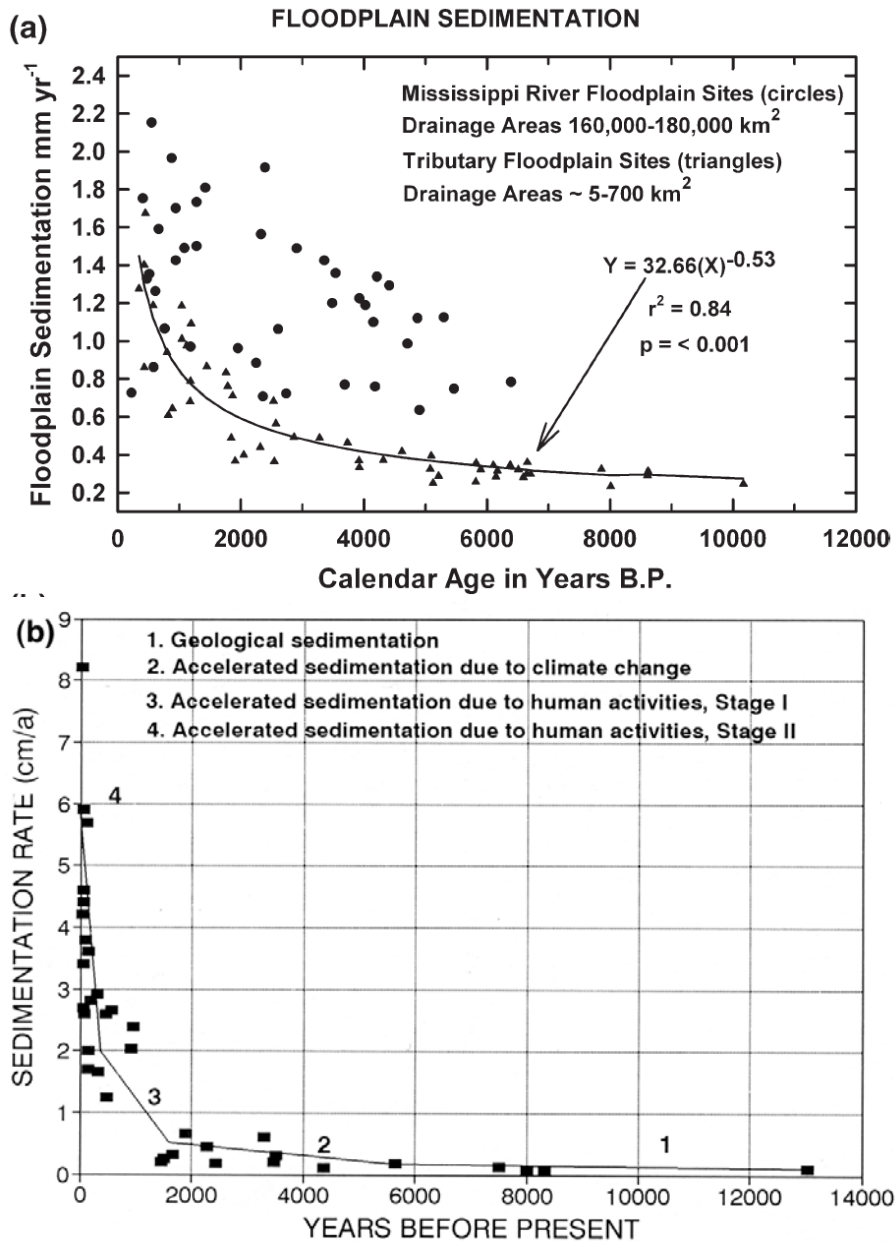 FLOODPLAIN SEDIMENTATION
(a)
Floodplain Sedimentation mm yr-1
2.4
2.2
2.0
1.8
1.6
1.4
1.2
1.0
0.8
0.6
0.4
0.2
Mississippi River Floodplain Sites (circles)
Drainage Areas 160,000-180,000 km2
Tributary Floodplain Sites (triangles)
Drainage Areas ~ 5-700 km2
Y = 32.66(X)-0.53
r2 = 0.84
p = < 0.001
0 2000 4000 6000 8000 10000 12000
Calendar Age in Years B.P.
(b)
SEDIMENTATION RATE (cm/a)
9
8
7
6
5
4
3
2
1
0
1. Geological sedimentation
2. Accelerated sedimentation due to climate change
3. Accelerated sedimentation due to human activities, Stage I
4. Accelerated sedimentation due to human activities, Stage II
4
3
2
1
0 2000 4000 6000 8000 10000 12000 14000
YEARS BEFORE PRESENT